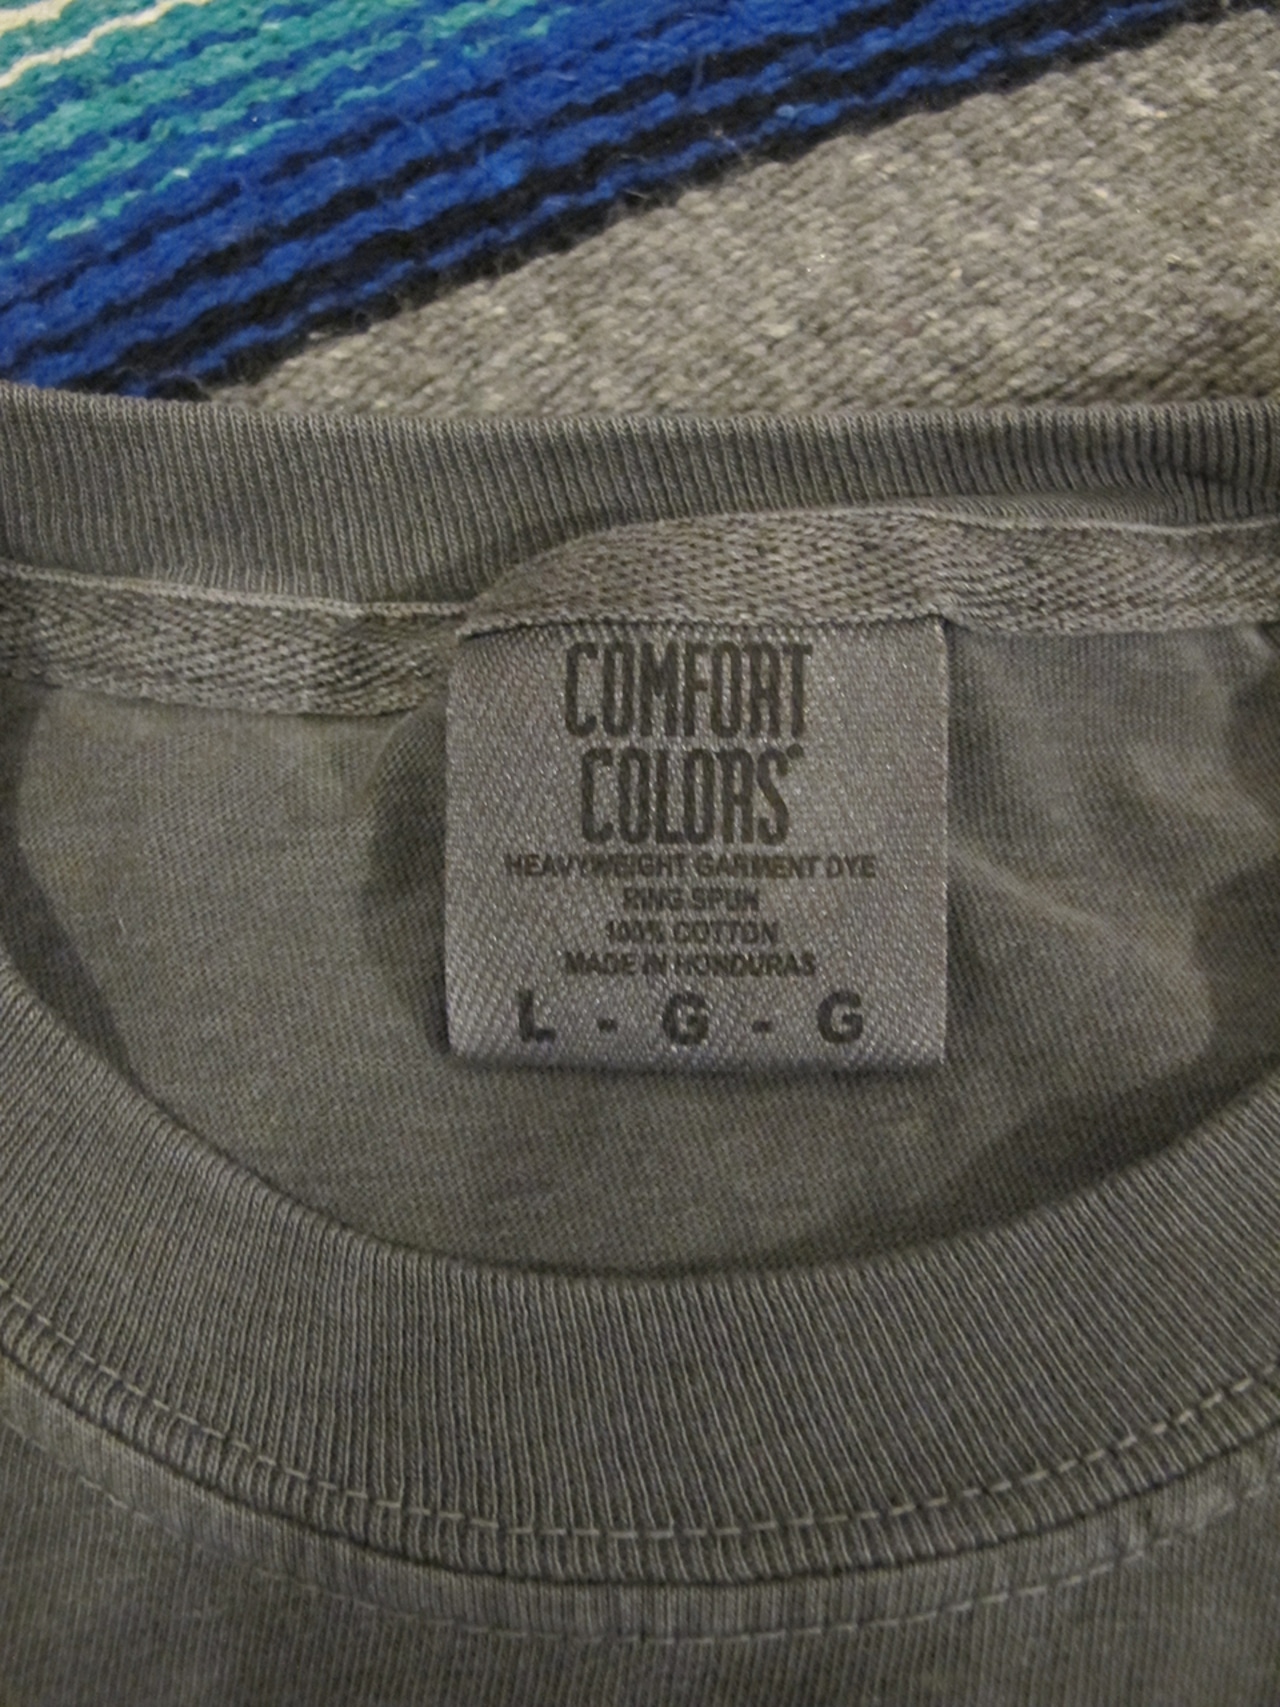 COMFORT
COLORS
HEAVYWEIGHT GARMENT DYE
RING SPUN
100% COTTON
MADE IN HONDURAS
L - G - G